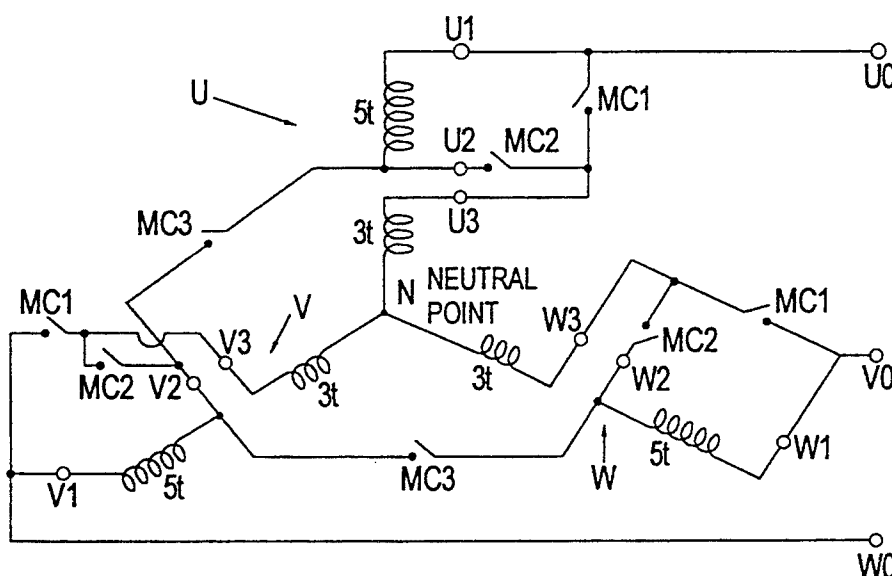 U1
U0
U
5t
MC1
U2
MC2
U3
MC3
3t
N
NEUTRAL
POINT
MC1
V
V3
W3
MC1
MC2
V2
3t
3t
MC2
W2
V0
V1
5t
MC3
W
5t
W1
W0